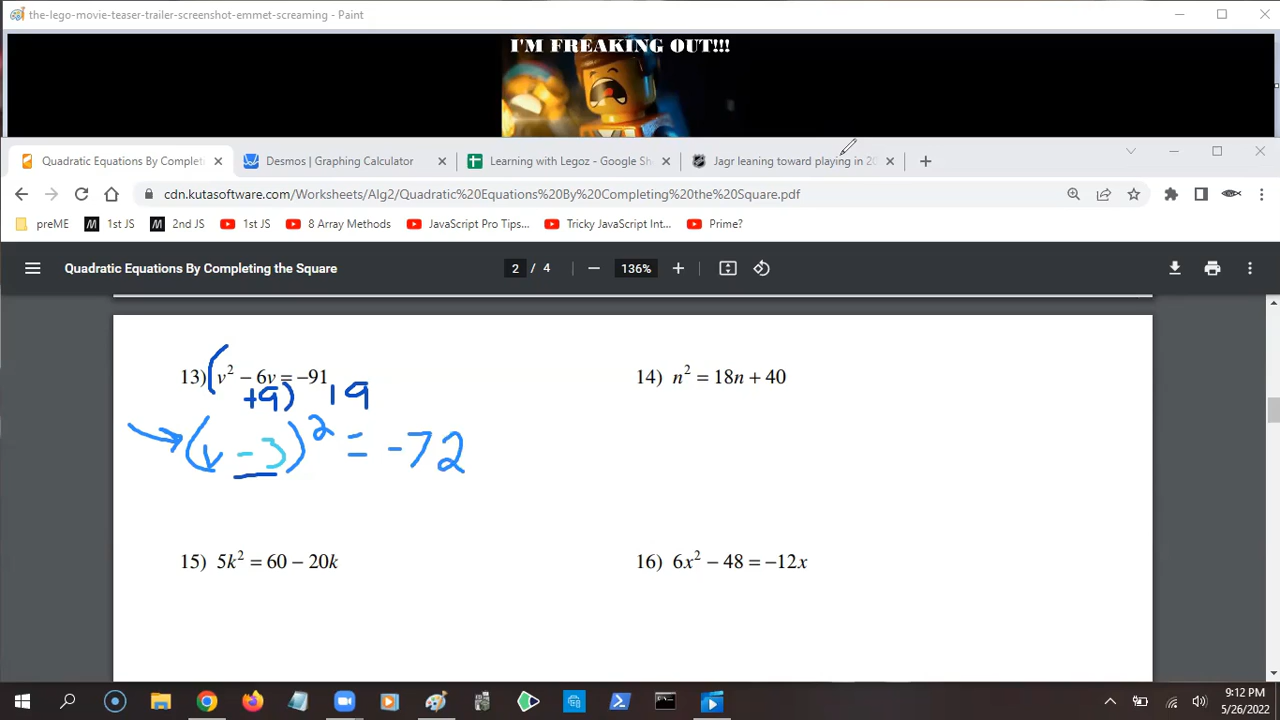 the-lego-movie-teaser-trailer-screenshot-emmet-screaming - Paint
I'M FREAKING OUT!!!
Quadratic Equations By Complet
Desmos | Graphing Calculator
Learning with Legoz - Google Sh
Jagr leaning toward playing in 20
cdn.kutasoftware.com/Worksheets/Alg2/Quadratic%20Equations%20By%20Completing%20the%20Square.pdf
preME 1st JS 2nd JS 1st JS 8 Array Methods JavaScript Pro Tips... Tricky JavaScript Int... Prime?
Quadratic Equations By Completing the Square
2 / 4
136%
13) (v² − 6v = −91
+9) +9
14) n² = 18n + 40
(v - 3)² = -72
15) 5k² = 60 − 20k
16) 6x² − 48 = −12x
9:12 PM
5/26/2022